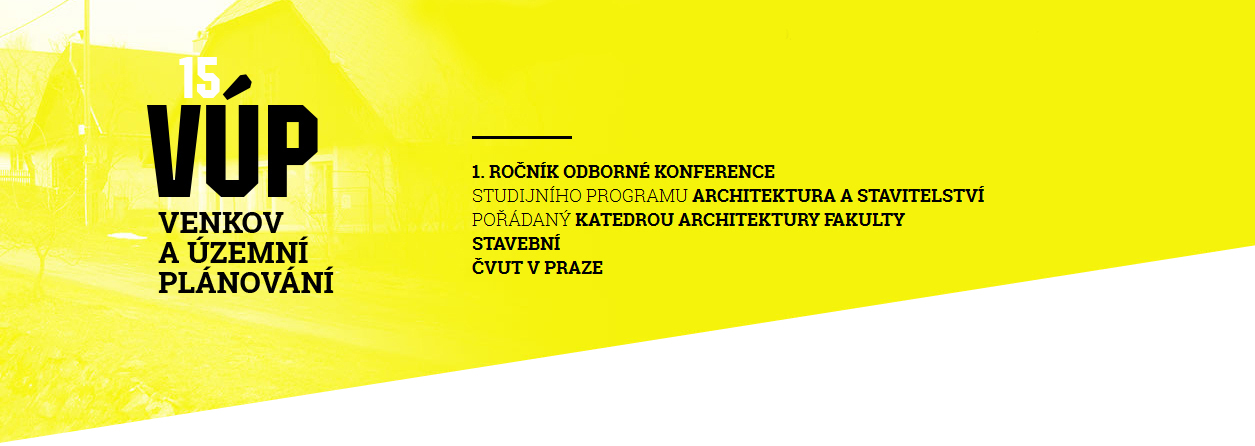 15
VÚP
VENKOV
A ÚZEMNÍ
PLÁNOVÁNÍ
1. ROČNÍK ODBORNÉ KONFERENCE
STUDIJNÍHO PROGRAMU ARCHITEKTURA A STAVITELSTVÍ
POŘÁDANÝ KATEDROU ARCHITEKTURY FAKULTY
STAVEBNÍ
ČVUT V PRAZE